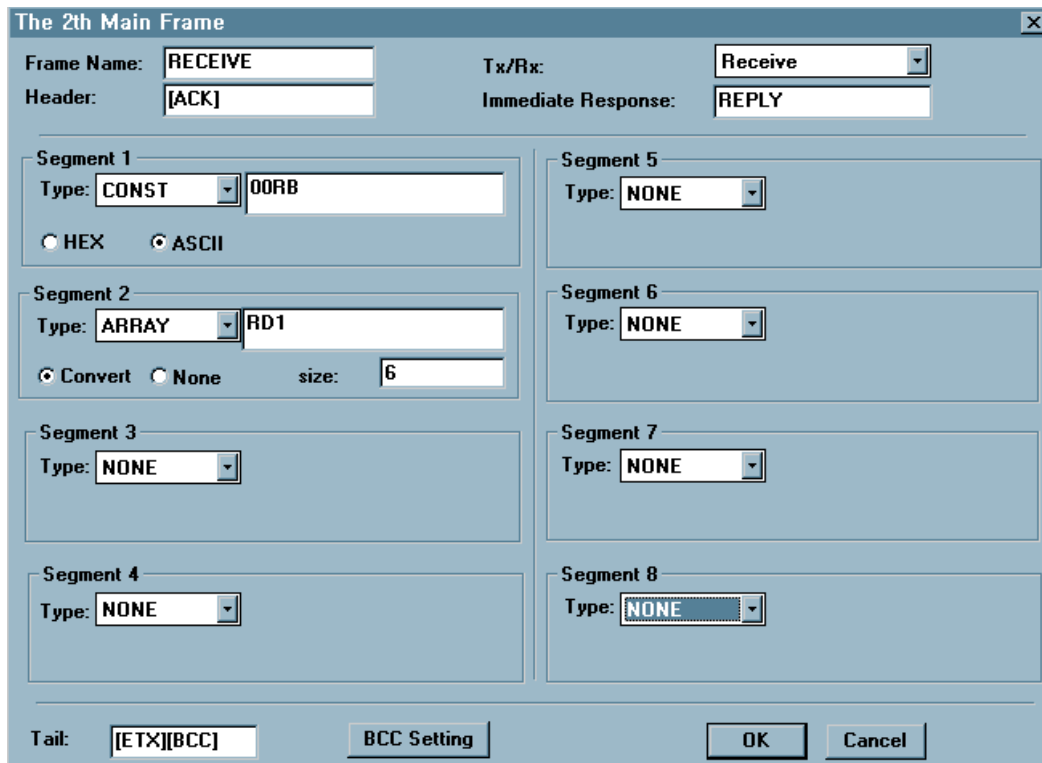 The 2th Main Frame
Frame Name: RECEIVE
Tx/Rx: Receive
Header: [ACK]
Immediate Response: REPLY
Segment 1
Type: CONST 00RB
HEX ASCII
Segment 2
Type: ARRAY RD1
Convert None size: 6
Segment 3
Type: NONE
Segment 4
Type: NONE
Segment 5
Type: NONE
Segment 6
Type: NONE
Segment 7
Type: NONE
Segment 8
Type: NONE
Tail: [ETX][BCC]
BCC Setting
OK
Cancel